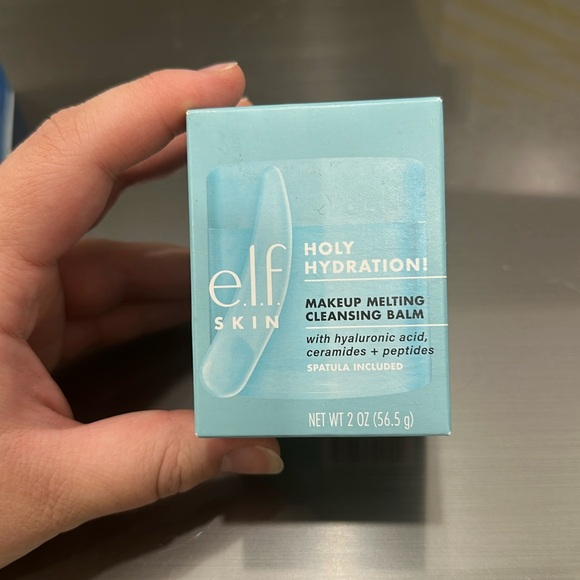 e.l.f.
SKIN
HOLY
HYDRATION!
MAKEUP MELTING
CLEANSING BALM
with hyaluronic acid,
ceramides + peptides
SPATULA INCLUDED
NET WT 2 OZ (56.5 g)